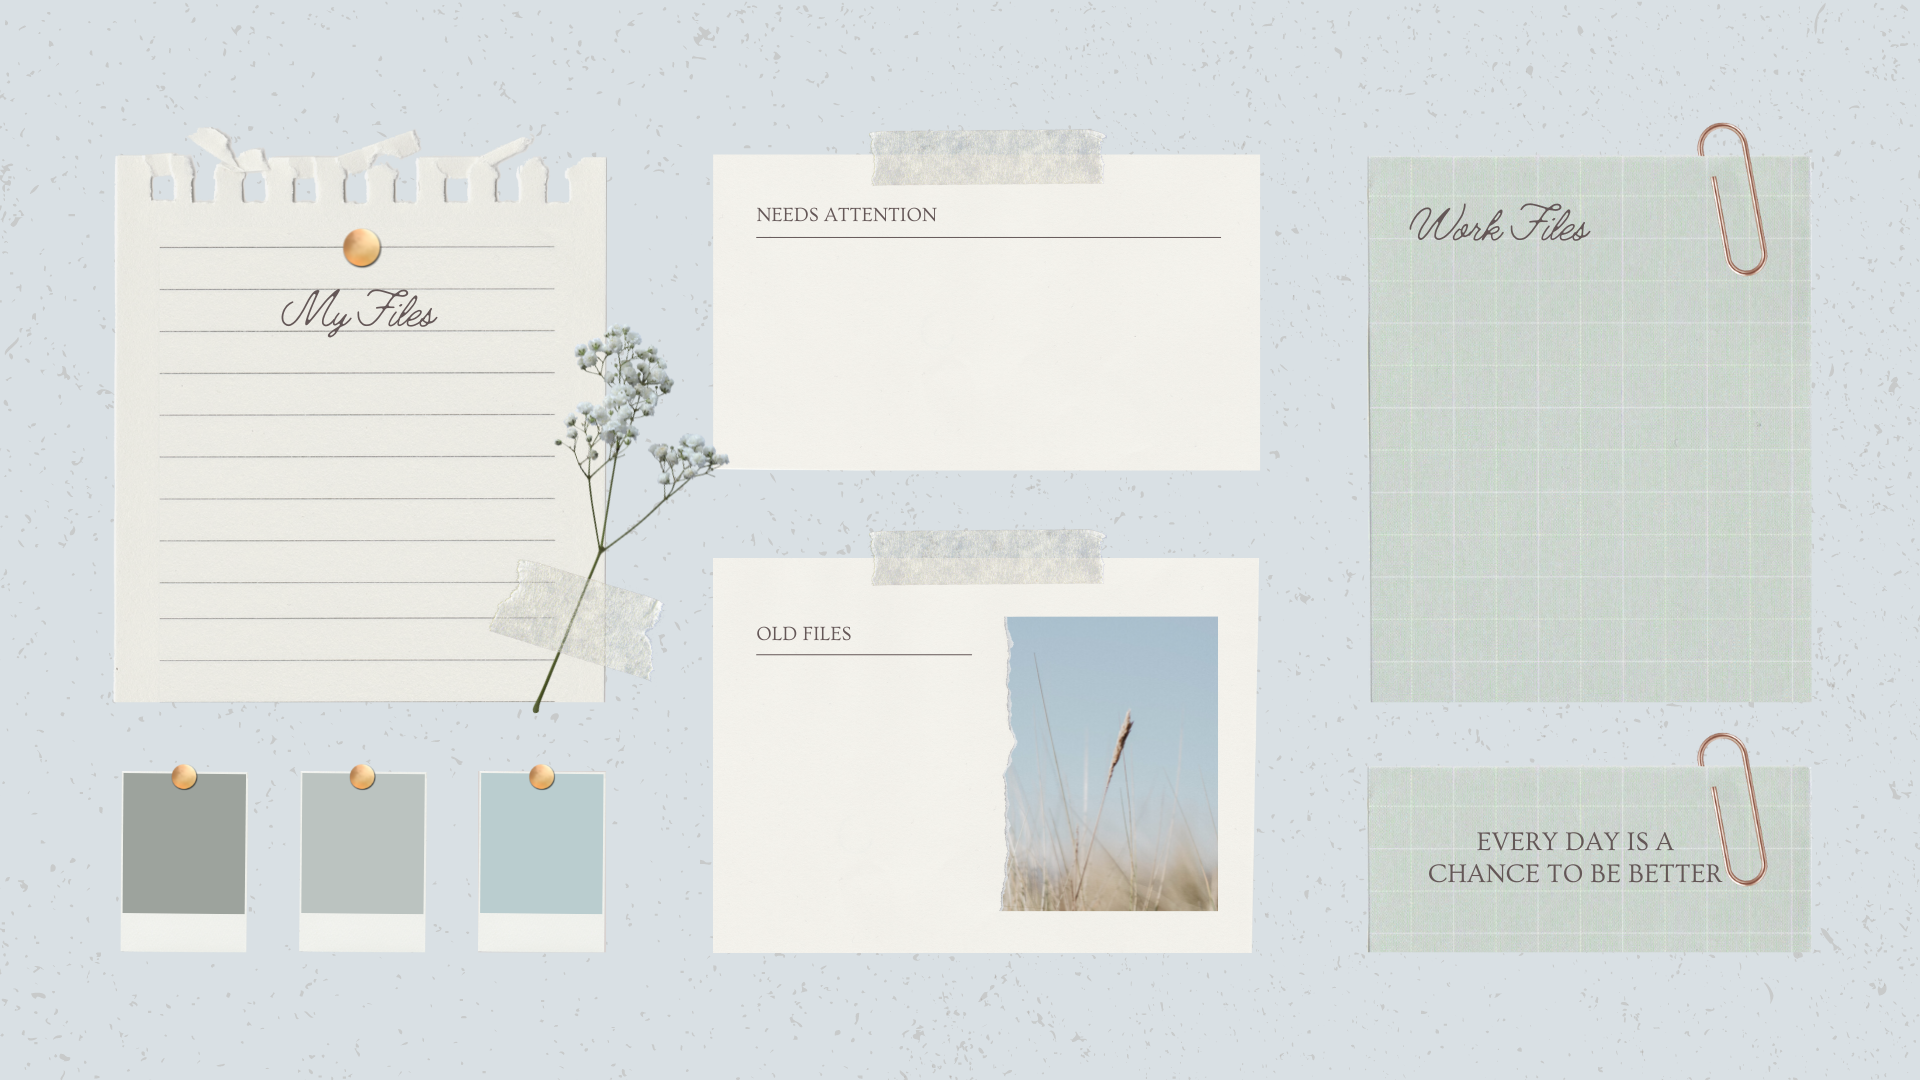 My Files
NEEDS ATTENTION
OLD FILES
Work Files
EVERY DAY IS A
CHANCE TO BE BETTER